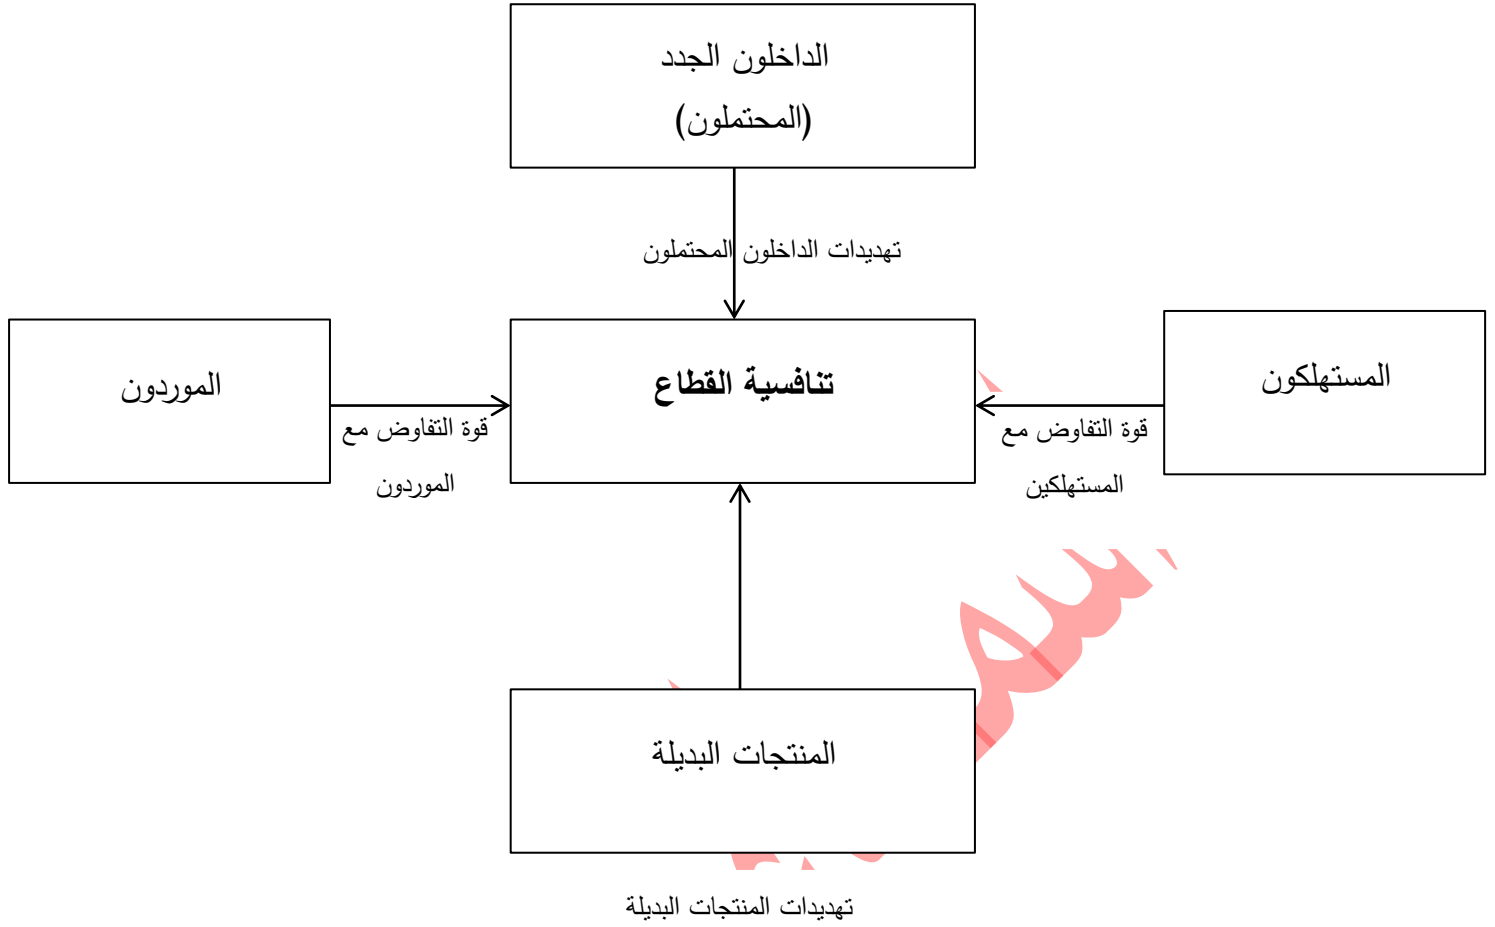 الداخلون الجدد
(المحتملون)
تهديدات الداخلون المحتملون
المستهلكون
تنافسية القطاع
الموردون
قوة التفاوض مع
المستهلكين
قوة التفاوض مع
الموردون
المنتجات البديلة
تهديدات المنتجات البديلة